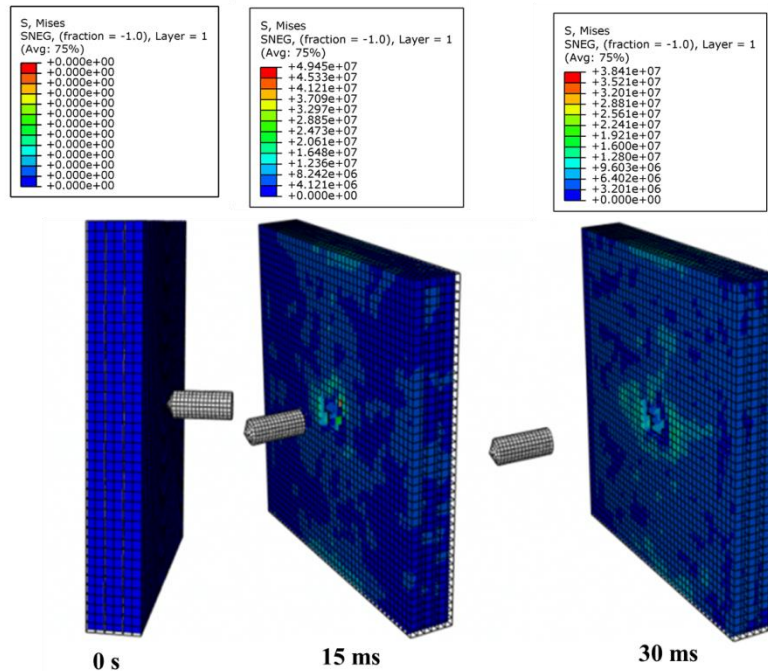 S, Mises
SNEG, (fraction = -1.0), Layer = 1
(Avg: 75%)
+0.000e+00
+0.000e+00
+0.000e+00
+0.000e+00
+0.000e+00
+0.000e+00
+0.000e+00
+0.000e+00
+0.000e+00
+0.000e+00
+0.000e+00
+0.000e+00
+0.000e+00
S, Mises
SNEG, (fraction = -1.0), Layer = 1
(Avg: 75%)
+4.945e+07
+4.533e+07
+4.121e+07
+3.709e+07
+3.297e+07
+2.885e+07
+2.473e+07
+2.061e+07
+1.648e+07
+1.236e+07
+8.242e+06
+4.121e+06
+0.000e+00
S, Mises
SNEG, (fraction = -1.0), Layer = 1
(Avg: 75%)
+3.841e+07
+3.521e+07
+3.201e+07
+2.881e+07
+2.561e+07
+2.241e+07
+1.921e+07
+1.600e+07
+1.280e+07
+9.603e+06
+6.402e+06
+3.201e+06
+0.000e+00
0 s
15 ms
30 ms